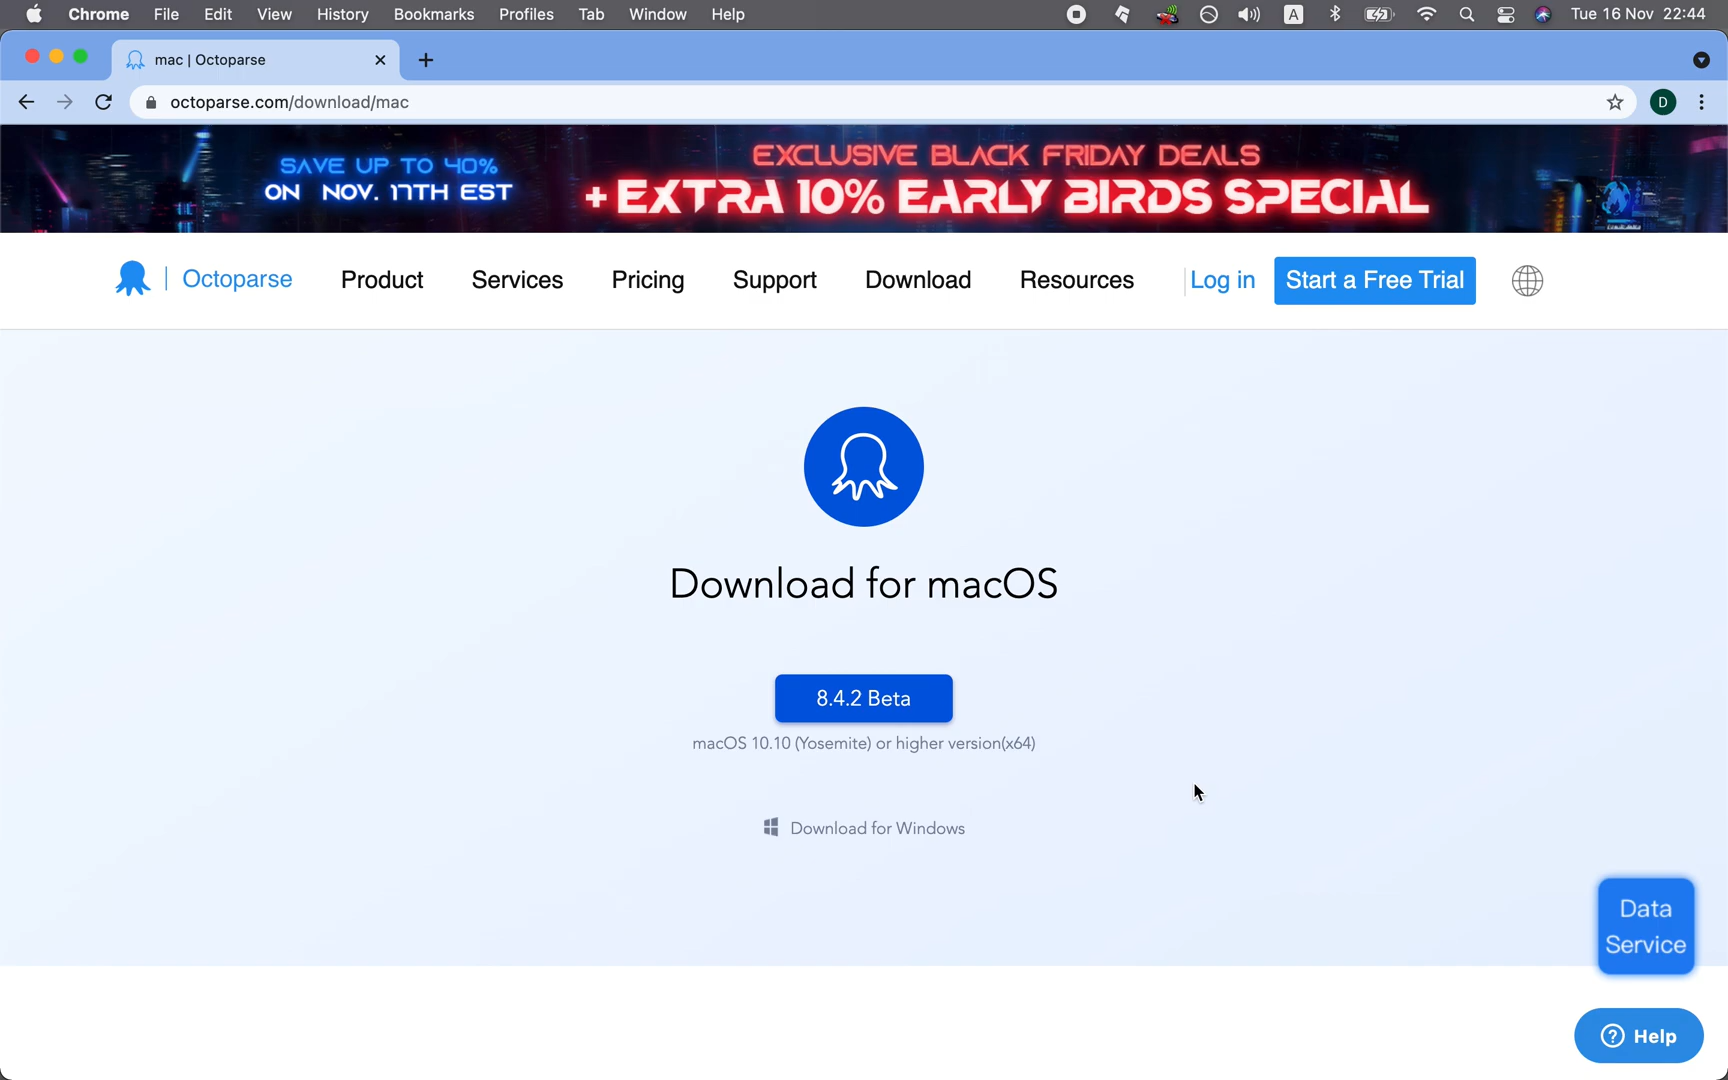 Chrome File Edit View History Bookmarks Profiles Tab Window Help A Tue 16 Nov 22:44
mac | Octoparse
octoparse.com/download/mac D
SAVE UP TO 40%
ON NOV. 17TH EST
EXCLUSIVE BLACK FRIDAY DEALS
+ EXTRA 10% EARLY BIRDS SPECIAL
Octoparse Product Services Pricing Support Download Resources Log in Start a Free Trial
Download for macOS
8.4.2 Beta
macOS 10.10 (Yosemite) or higher version(x64)
Download for Windows
Data
Service
? Help